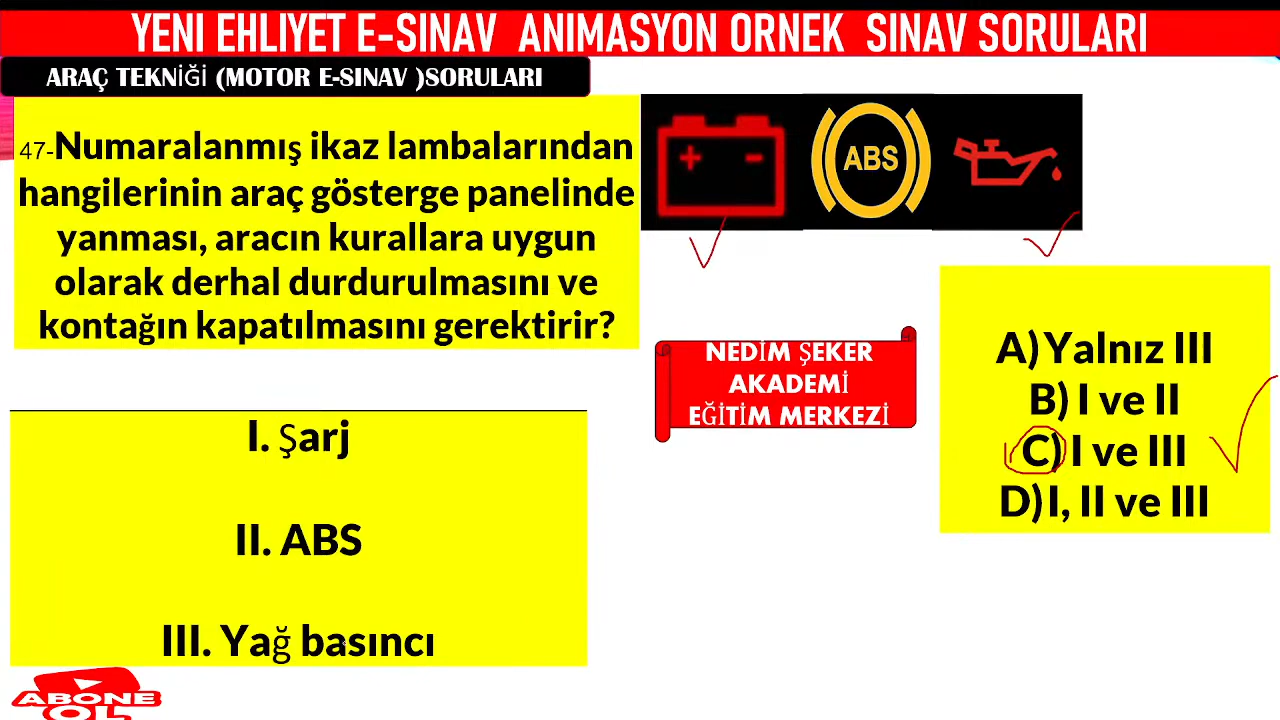 YENI EHLIYET E-SINAV ANIMASYON ORNEK SINAV SORULARI
ARAÇ TEKNİĞİ (MOTOR E-SINAV )SORULARI
47-Numaralanmış ikaz lambalarından
hangilerinin araç gösterge panelinde
yanması, aracın kurallara uygun
olarak derhal durdurulmasını ve
kontağın kapatılmasını gerektirir?
ABS
I. Şarj
II. ABS
III. Yağ basıncı
NEDİM ŞEKER
AKADEMİ
EĞİTİM MERKEZİ
A)Yalnız III
B) I ve II
C) I ve III
D)I, II ve III
ABONE
OL